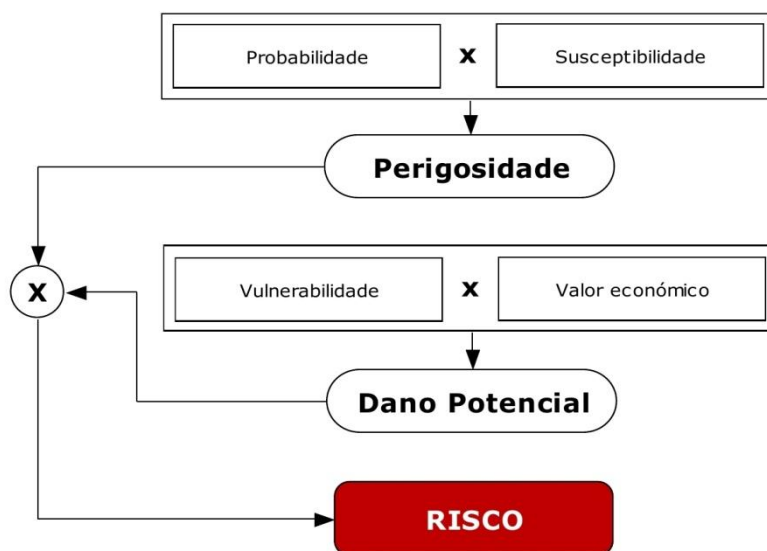 Probabilidade x Susceptibilidade
Perigosidade
Vulnerabilidade x Valor económico
X
Dano Potencial
RISCO